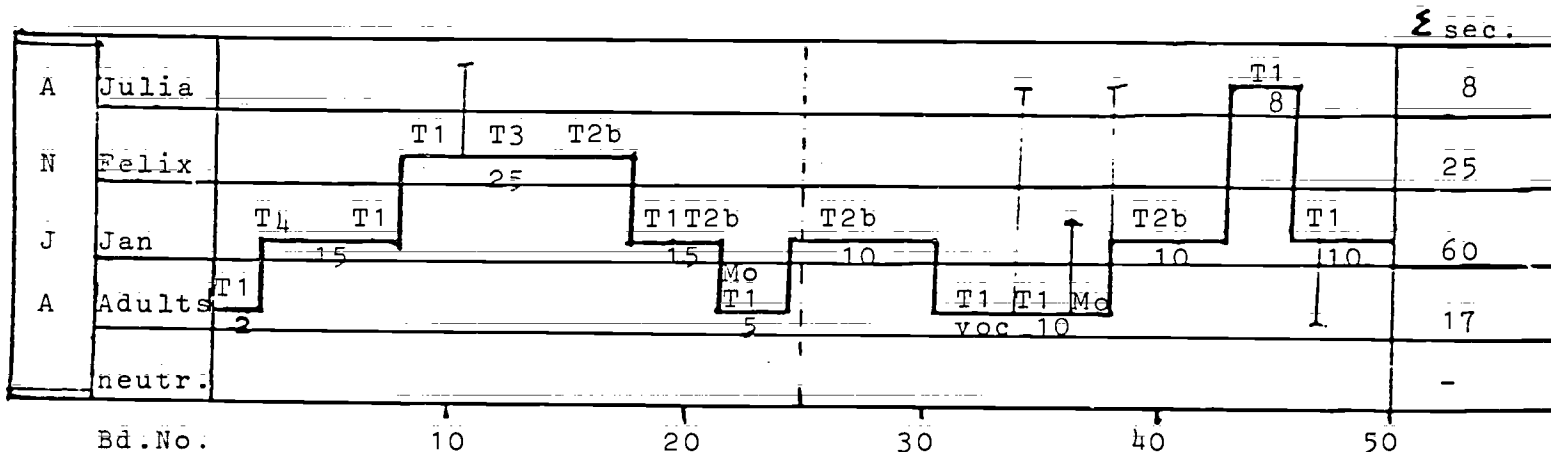 Σ sec.
A Julia T1 8 8
N Felix T1 T3 T2b 25 25
J Jan T4 T1 15 T1T2b 15 T2b 10 T2b 10 T1 10 60
A Adults T1 2 Mo T1 5 T1 T1 Mo voc 10 17
neutr. -
Bd.No. 10 20 30 40 50